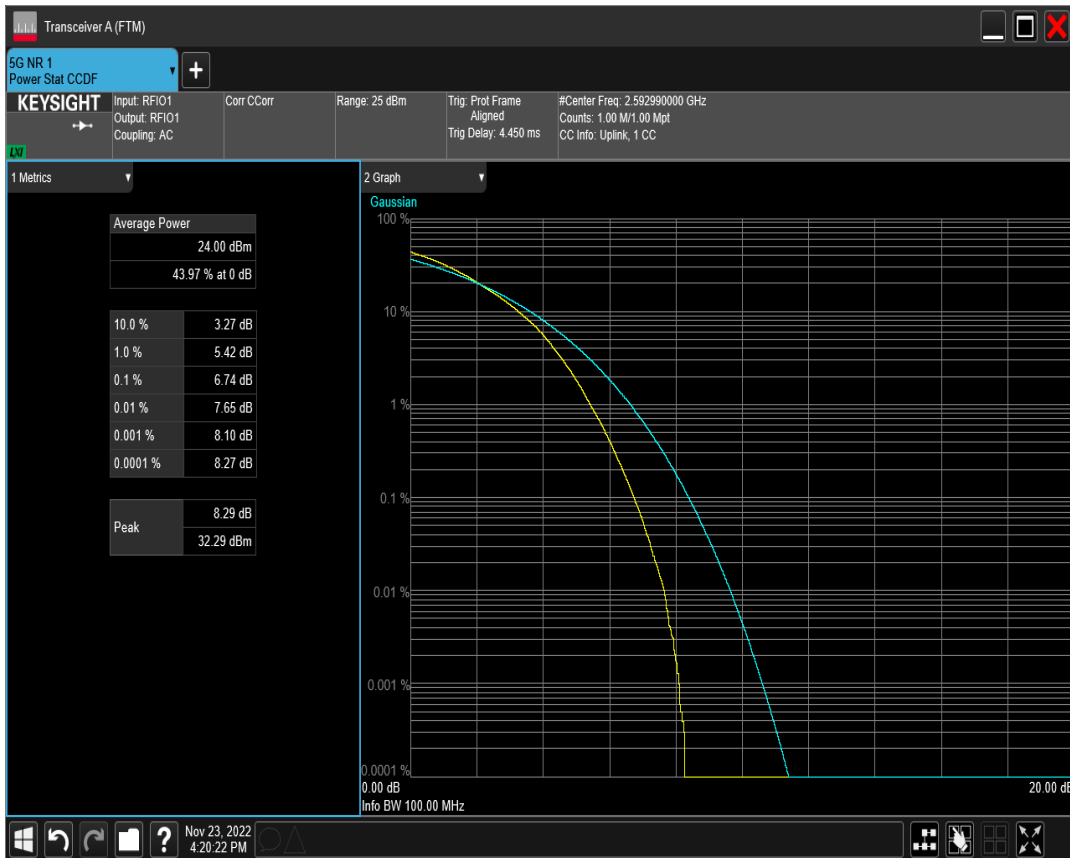 Transceiver A (FTM)
5G NR 1
Power Stat CCDF
+
KEYSIGHT
LXI
Input: RFIO1
Output: RFIO1
Coupling: AC
Corr CCorr
Range: 25 dBm
Trig: Prot Frame
Aligned
Trig Delay: 4.450 ms
#Center Freq: 2.592990000 GHz
Counts: 1.00 M/1.00 Mpt
CC Info: Uplink, 1 CC
1 Metrics
Average Power
24.00 dBm
43.97 % at 0 dB
10.0 % 3.27 dB
1.0 % 5.42 dB
0.1 % 6.74 dB
0.01 % 7.65 dB
0.001 % 8.10 dB
0.0001 % 8.27 dB
Peak
8.29 dB
32.29 dBm
2 Graph
Gaussian
100 %
10 %
1 %
0.1 %
0.01 %
0.001 %
0.0001 %
0.00 dB
20.00 dB
Info BW 100.00 MHz
?
Nov 23, 2022
4:20:22 PM